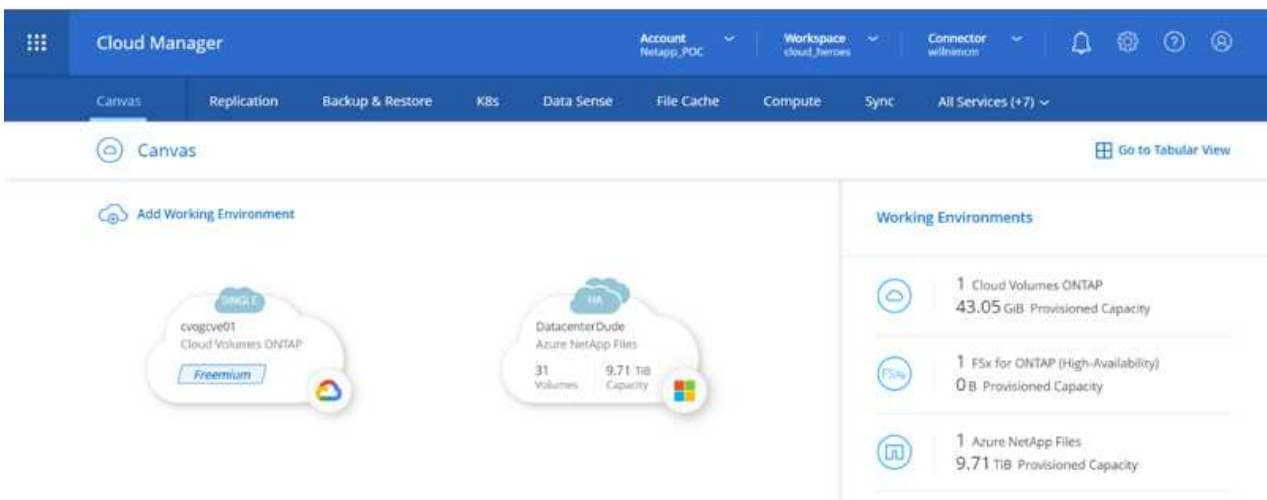 Cloud Manager
Account
Netapp_POC
Workspace
cloud_heroes
Connector
willnimcm
Canvas
Replication
Backup & Restore
K8s
Data Sense
File Cache
Compute
Sync
All Services (+7)
Canvas
Go to Tabular View
Add Working Environment
Working Environments
SINGLE
cvogcve01
Cloud Volumes ONTAP
Freemium
HA
DatacenterDude
Azure NetApp Files
31
Volumes
9.71 TiB
Capacity
1 Cloud Volumes ONTAP
43.05 GiB Provisioned Capacity
FSx
1 FSx for ONTAP (High-Availability)
0 B Provisioned Capacity
1 Azure NetApp Files
9.71 TiB Provisioned Capacity